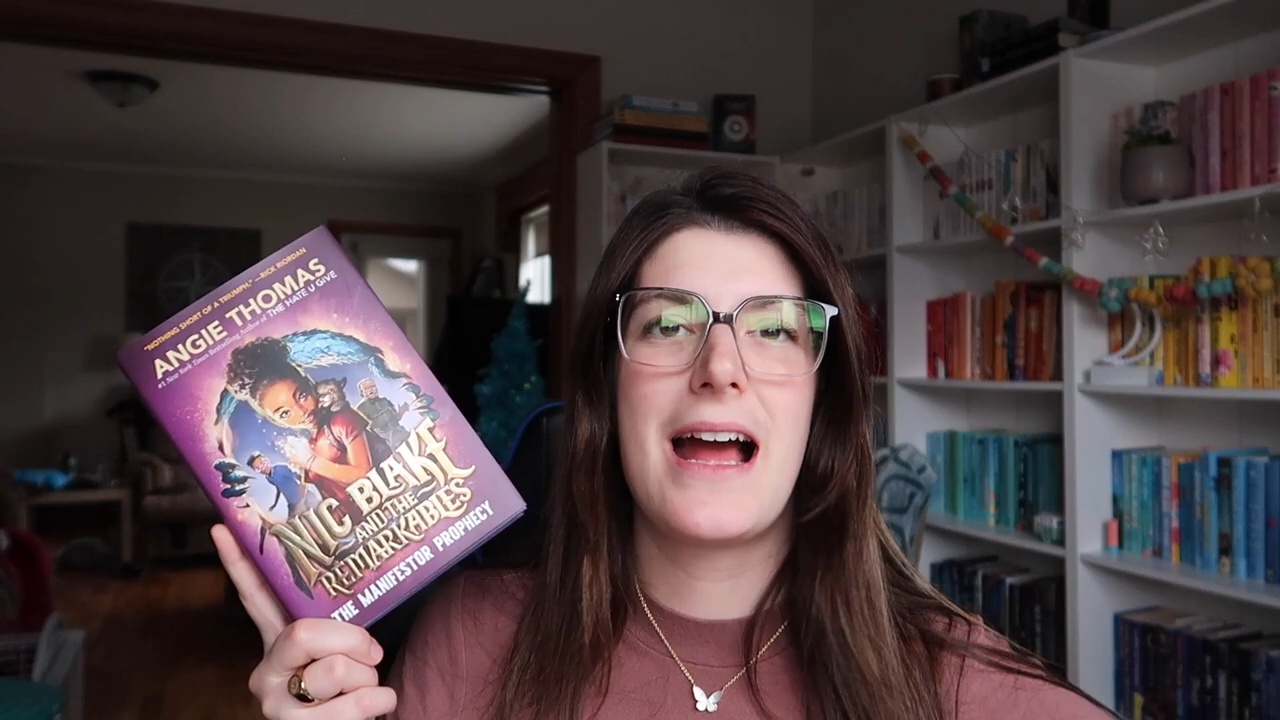 "NOTHING SHORT OF A TRIUMPH." —RICK RIORDAN
ANGIE THOMAS
#1 New York Times Bestselling Author of THE HATE U GIVE
NIC BLAKE
AND THE
REMARKABLES
THE MANIFESTOR PROPHECY